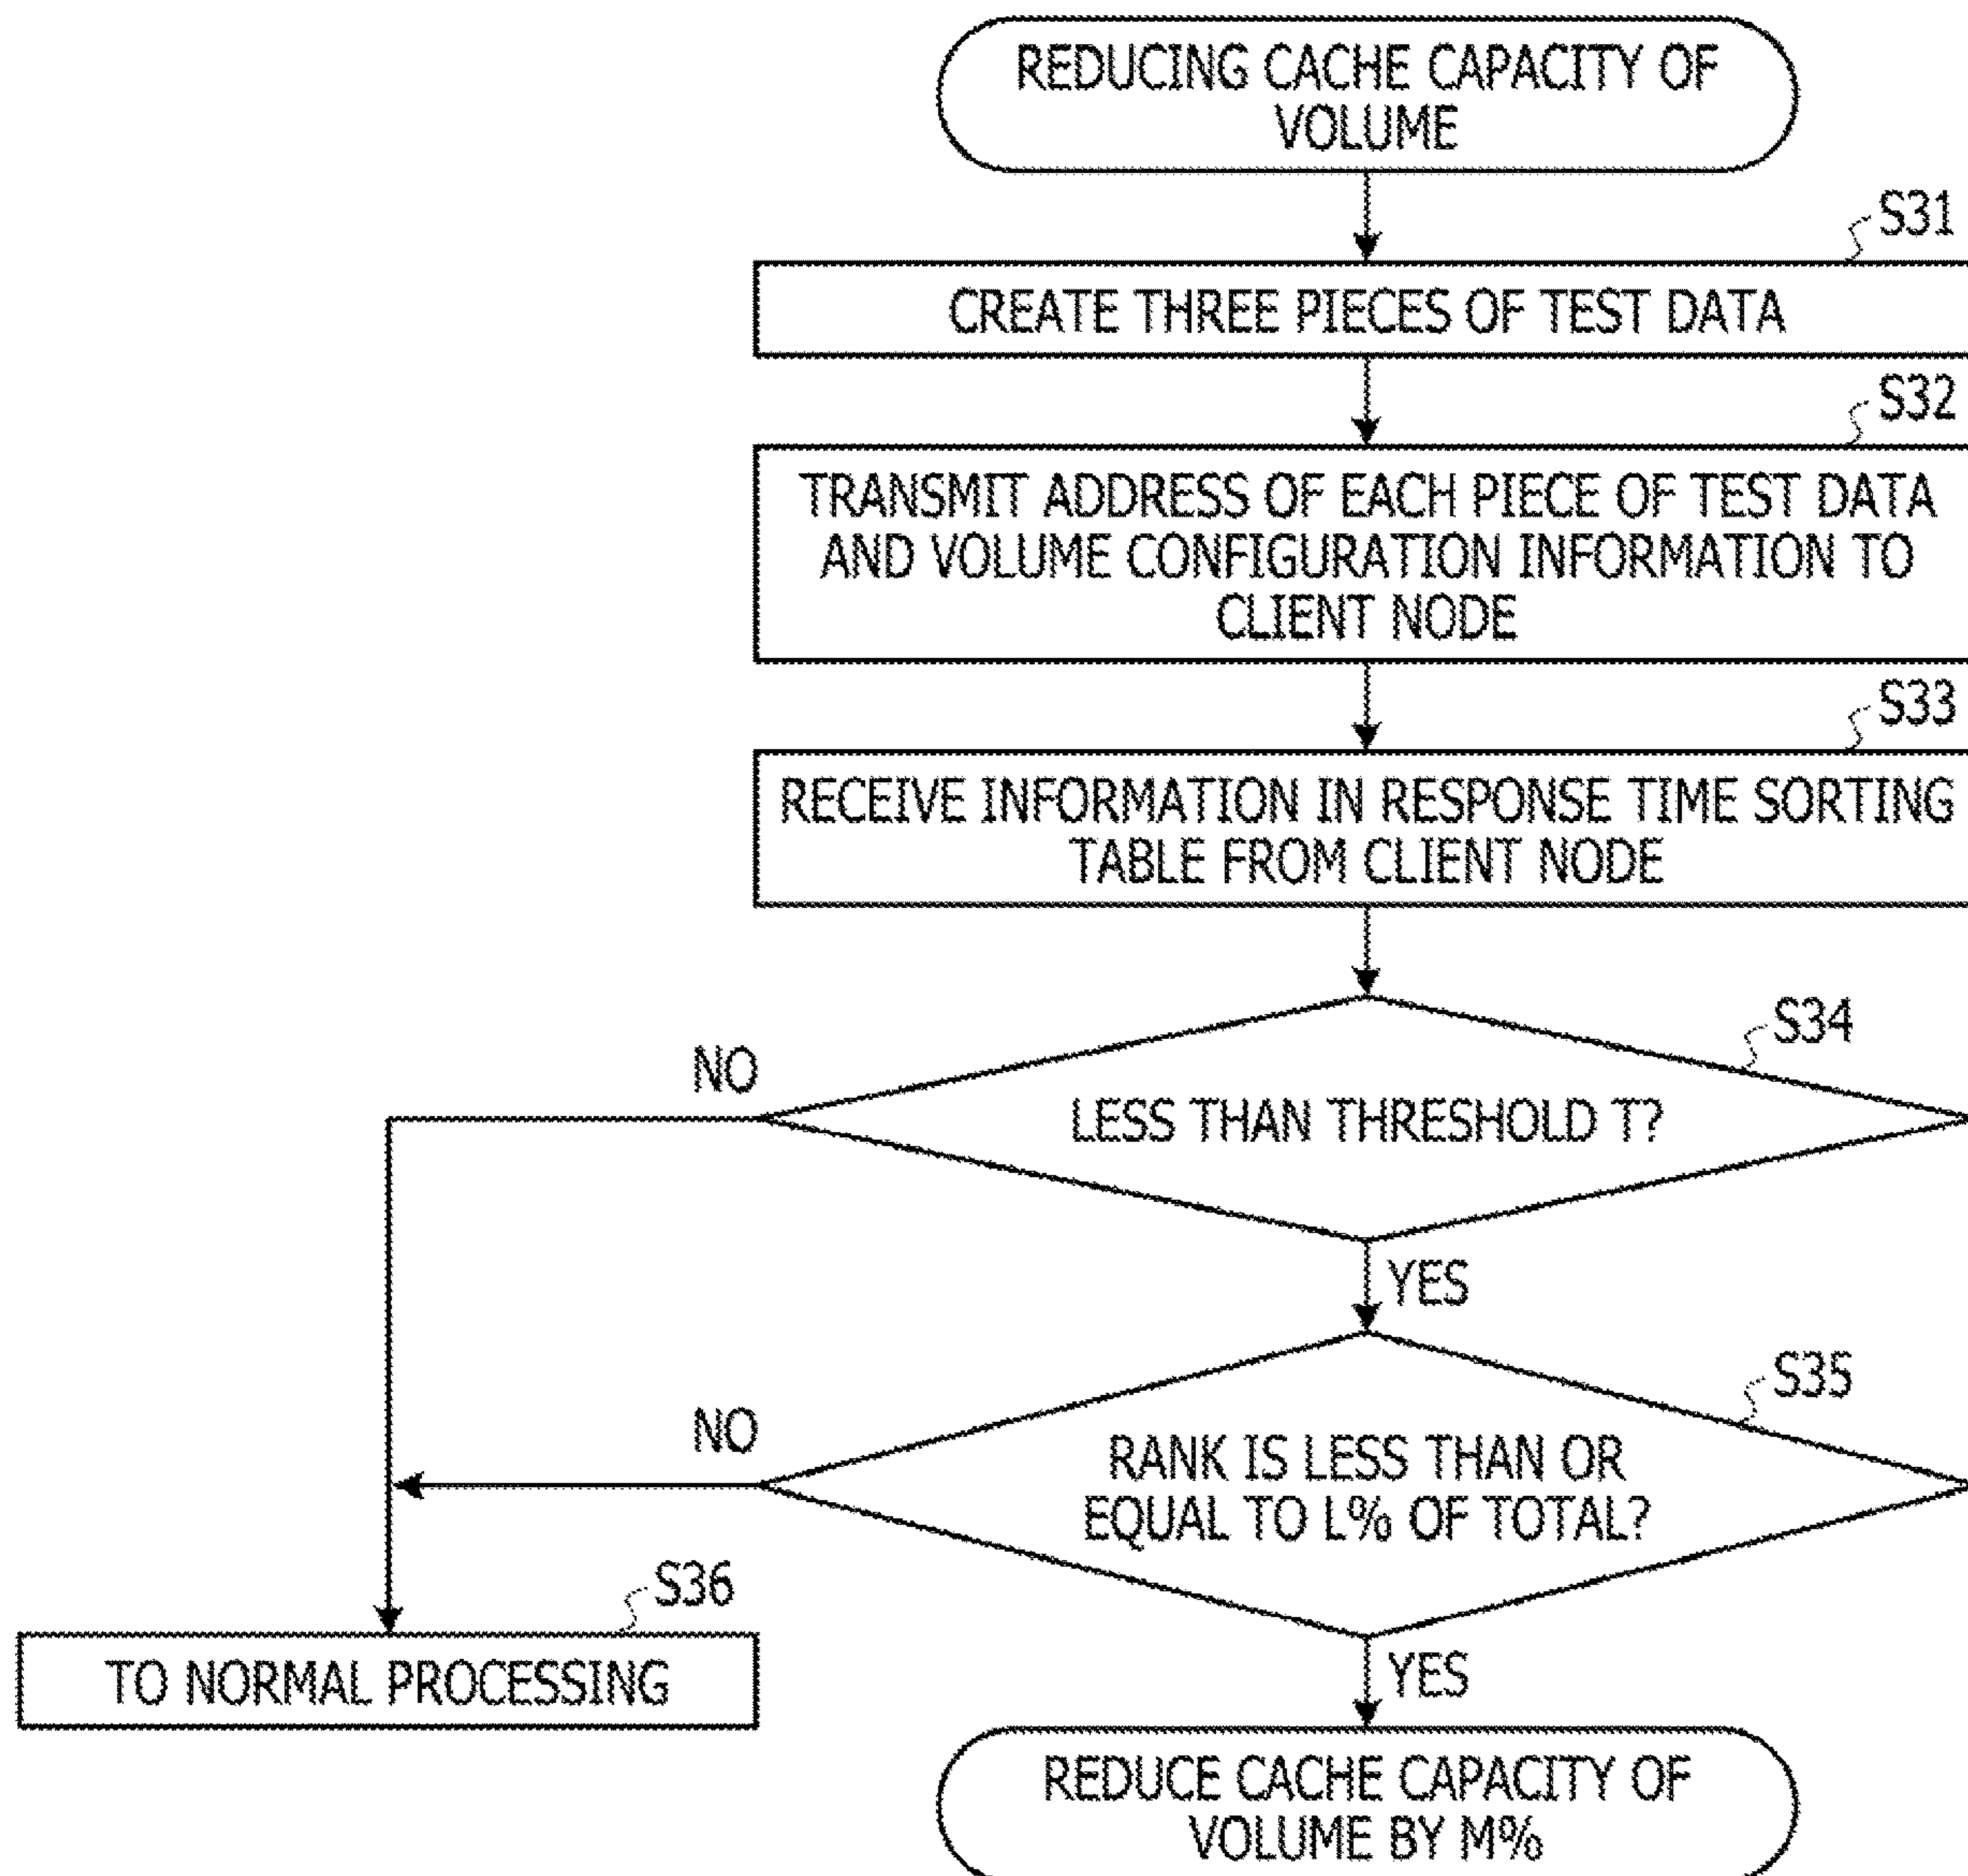 REDUCING CACHE CAPACITY OF
VOLUME
S31
CREATE THREE PIECES OF TEST DATA
S32
TRANSMIT ADDRESS OF EACH PIECE OF TEST DATA
AND VOLUME CONFIGURATION INFORMATION TO
CLIENT NODE
S33
RECEIVE INFORMATION IN RESPONSE TIME SORTING
TABLE FROM CLIENT NODE
S34
NO
LESS THAN THRESHOLD T?
YES
S35
NO
RANK IS LESS THAN OR
EQUAL TO L% OF TOTAL?
S36
TO NORMAL PROCESSING
YES
REDUCE CACHE CAPACITY OF
VOLUME BY M%